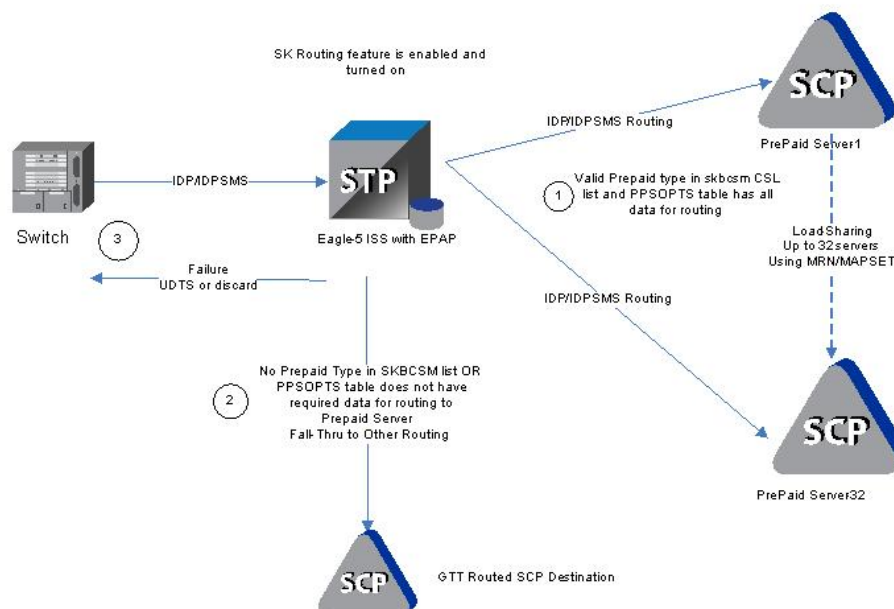 SK Routing feature is enabled and
turned on
SCP
IDP/IDPSMS Routing
PrePaid Server1
IDP/IDPSMS
STP
1
Valid Prepaid type in skbcsm CSL
list and PPSOPTS table has all
data for routing
Switch
3
Eagle-5 ISS with EPAP
Load-Sharing
Up to 32 servers
Using MRN/MAPSET
Failure
UDTS or discard
IDP/IDPSMS Routing
2
No Prepaid Type in SKBCSM list OR
PPSOPTS table does not have
required data for routing to
Prepaid Server
Fall-Thru to Other Routing
SCP
PrePaid Server32
SCP
GTT Routed SCP Destination